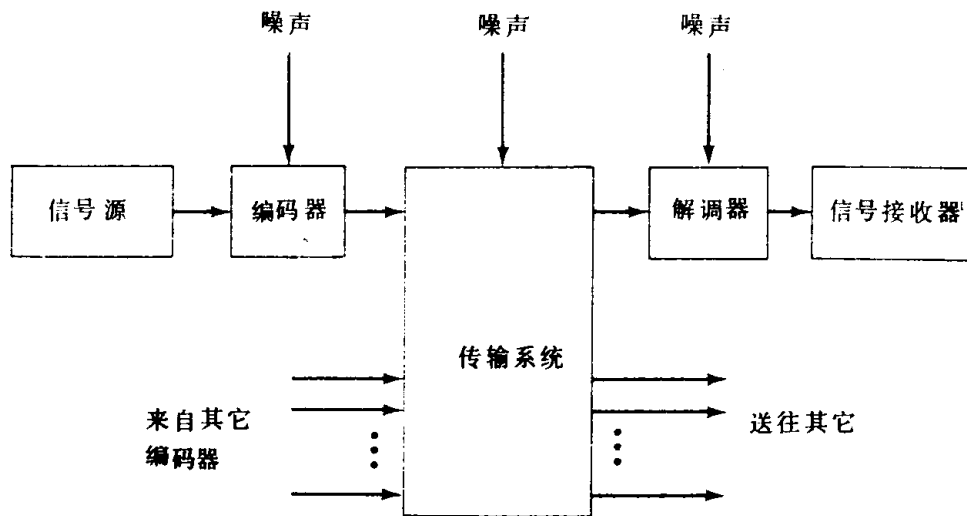 噪声
噪声
噪声
信号源
编码器
解调器
信号接收器
传输系统
来自其它
编码器
送往其它